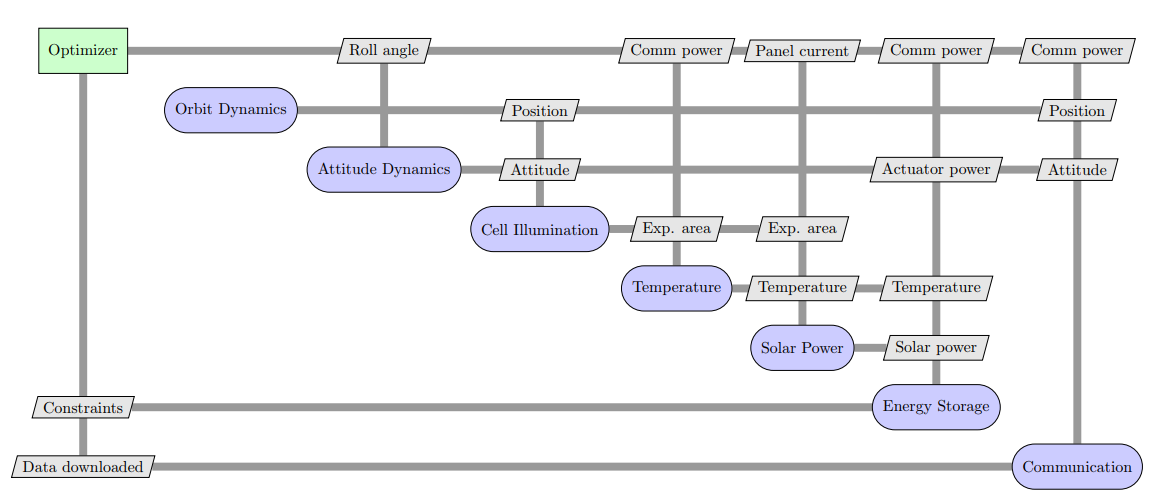 Optimizer
Roll angle
Comm power
Panel current
Comm power
Comm power
Orbit Dynamics
Position
Position
Attitude Dynamics
Attitude
Actuator power
Attitude
Cell Illumination
Exp. area
Exp. area
Temperature
Temperature
Temperature
Solar Power
Solar power
Constraints
Energy Storage
Data downloaded
Communication